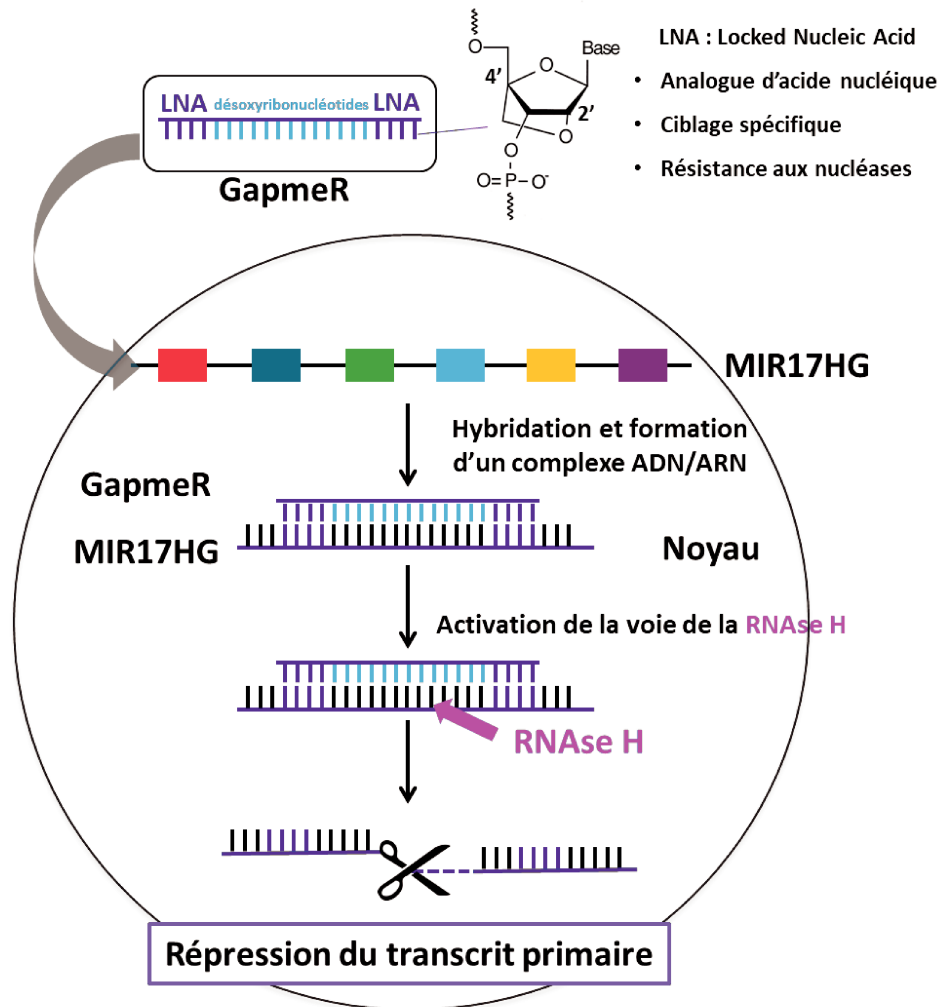 LNA désoxyribonucléotides LNA
GapmeR
O
4'
O
Base
2'
O
O
O=P-O-
LNA : Locked Nucleic Acid
• Analogue d'acide nucléique
• Ciblage spécifique
• Résistance aux nucléases
MIR17HG
Hybridation et formation
d'un complexe ADN/ARN
GapmeR
MIR17HG
Noyau
Activation de la voie de la RNAse H
RNAse H
Répression du transcrit primaire